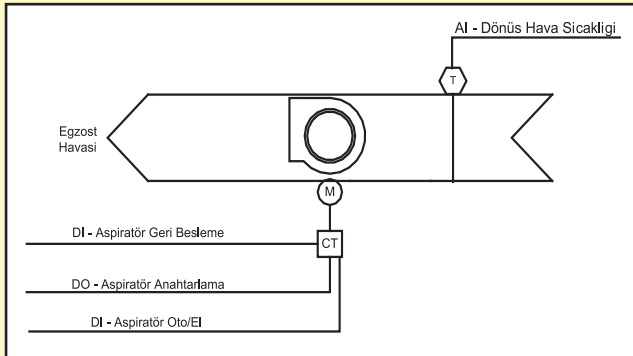 AI - Dönüs Hava Sicakligi
T
Egzost
Havasi
M
DI - Aspiratör Geri Besleme
CT
DO - Aspiratör Anahtarlama
DI - Aspiratör Oto/El